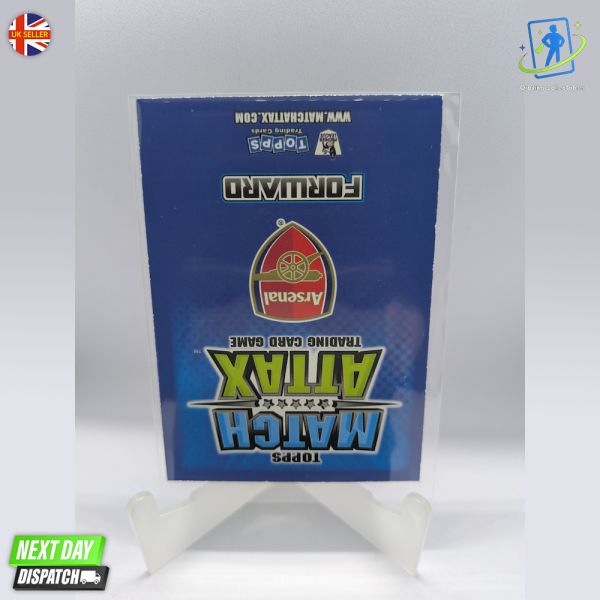 UK SELLER
WWW.MATCHATTAX.COM
Trading Cards
TOPPS
FORWARD
Arsenal
TRADING CARD GAME
ATTAX
™
MATCH
TOPPS
NEXT DAY
DISPATCH